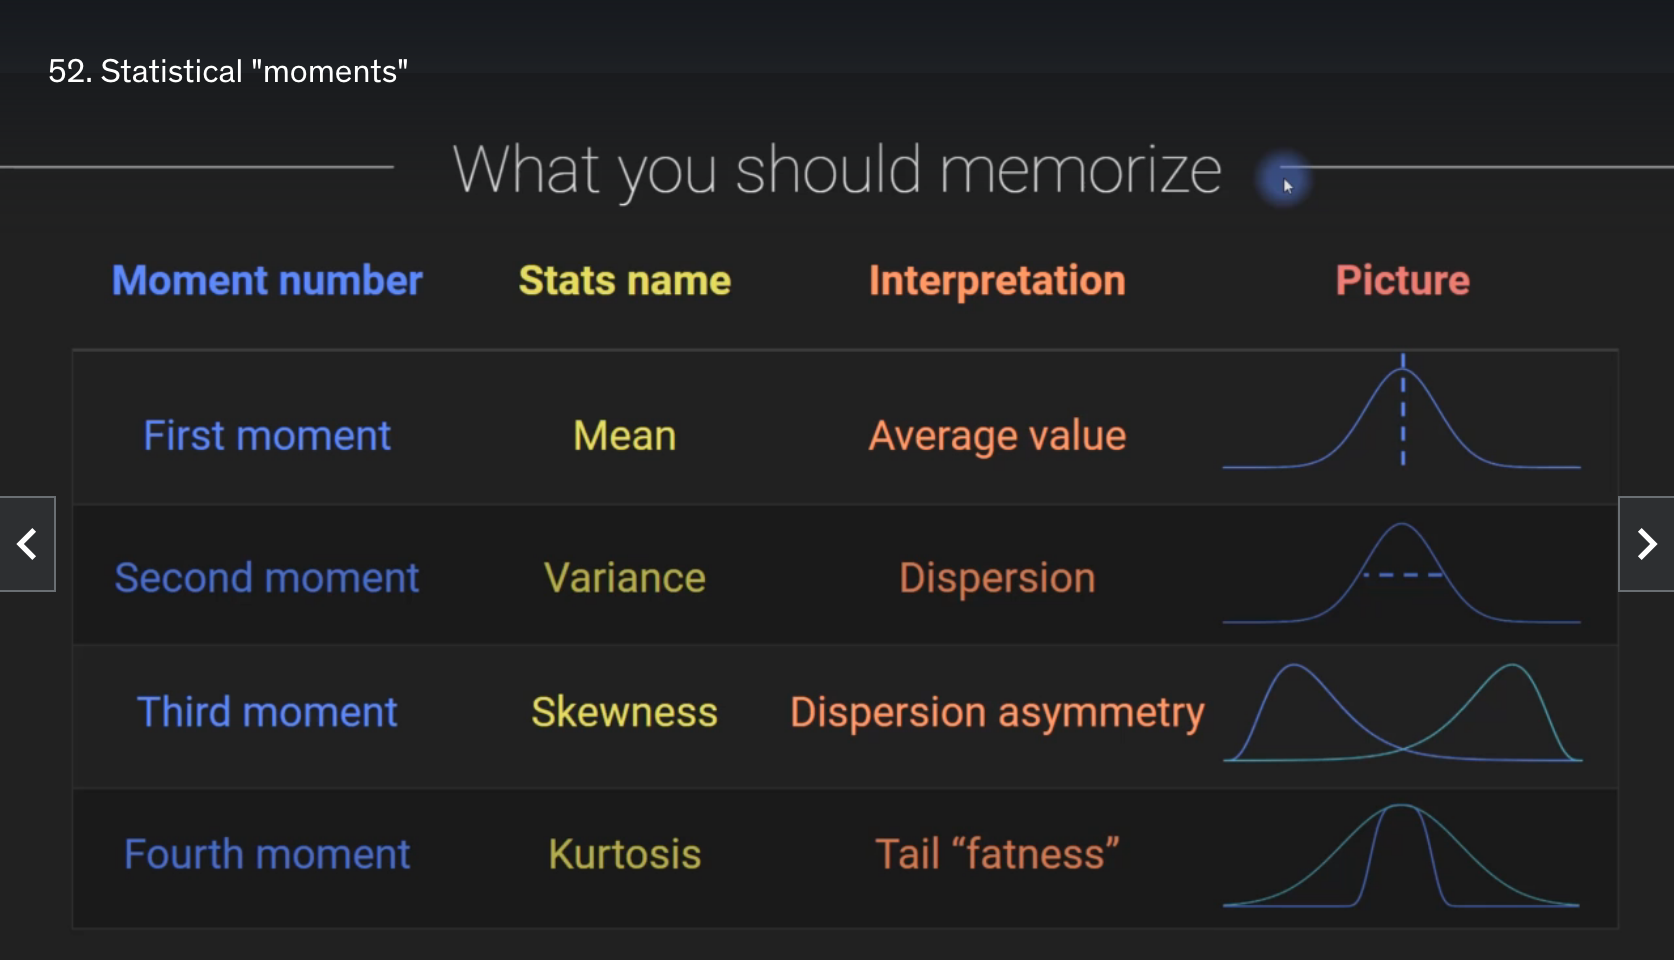 52. Statistical "moments"
What you should memorize
Moment number Stats name Interpretation Picture
First moment Mean Average value
Second moment Variance Dispersion
Third moment Skewness Dispersion asymmetry
Fourth moment Kurtosis Tail “fatness”